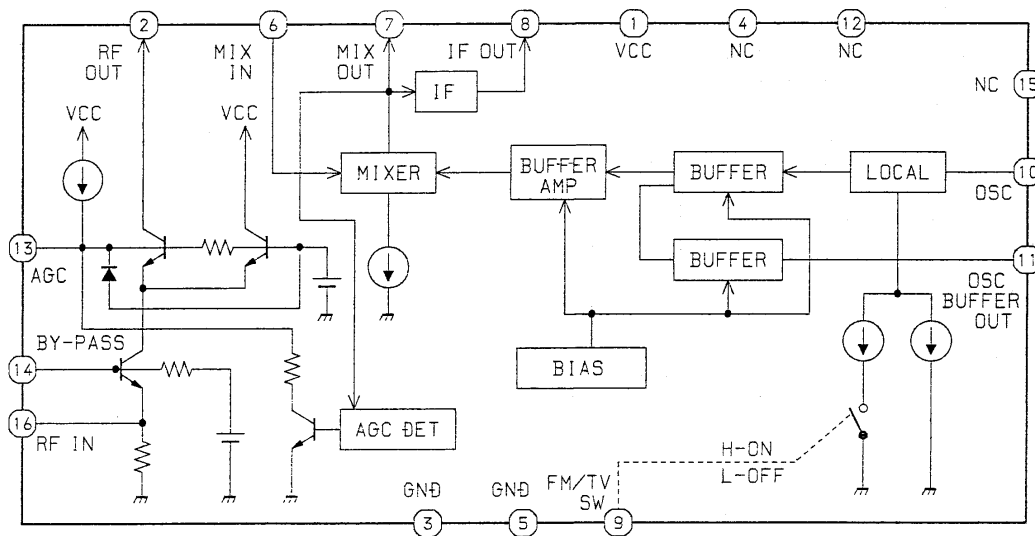 2
6
7
8
1
4
12
RF
OUT
MIX
IN
MIX
OUT
IF OUT
VCC
NC
NC
NC
15
IF
VCC
VCC
MIXER
BUFFER
AMP
BUFFER
LOCAL
10
OSC
13
AGC
BUFFER
11
OSC
BUFFER
OUT
BY-PASS
14
BIAS
16
RF IN
AGC DET
H-ON
L-OFF
GND
GND
FM/TV
SW
3
5
9